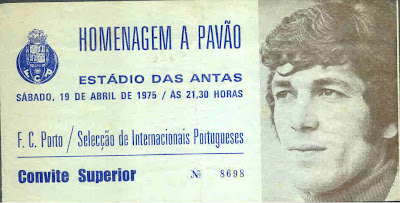 HOMENAGEM A PAVÃO
ESTÁDIO DAS ANTAS
SÁBADO, 19 DE ABRIL DE 1975 / ÀS 21,30 HORAS
F. C. Porto / Selecção de Internacionais Portugueses
Convite Superior № 8698